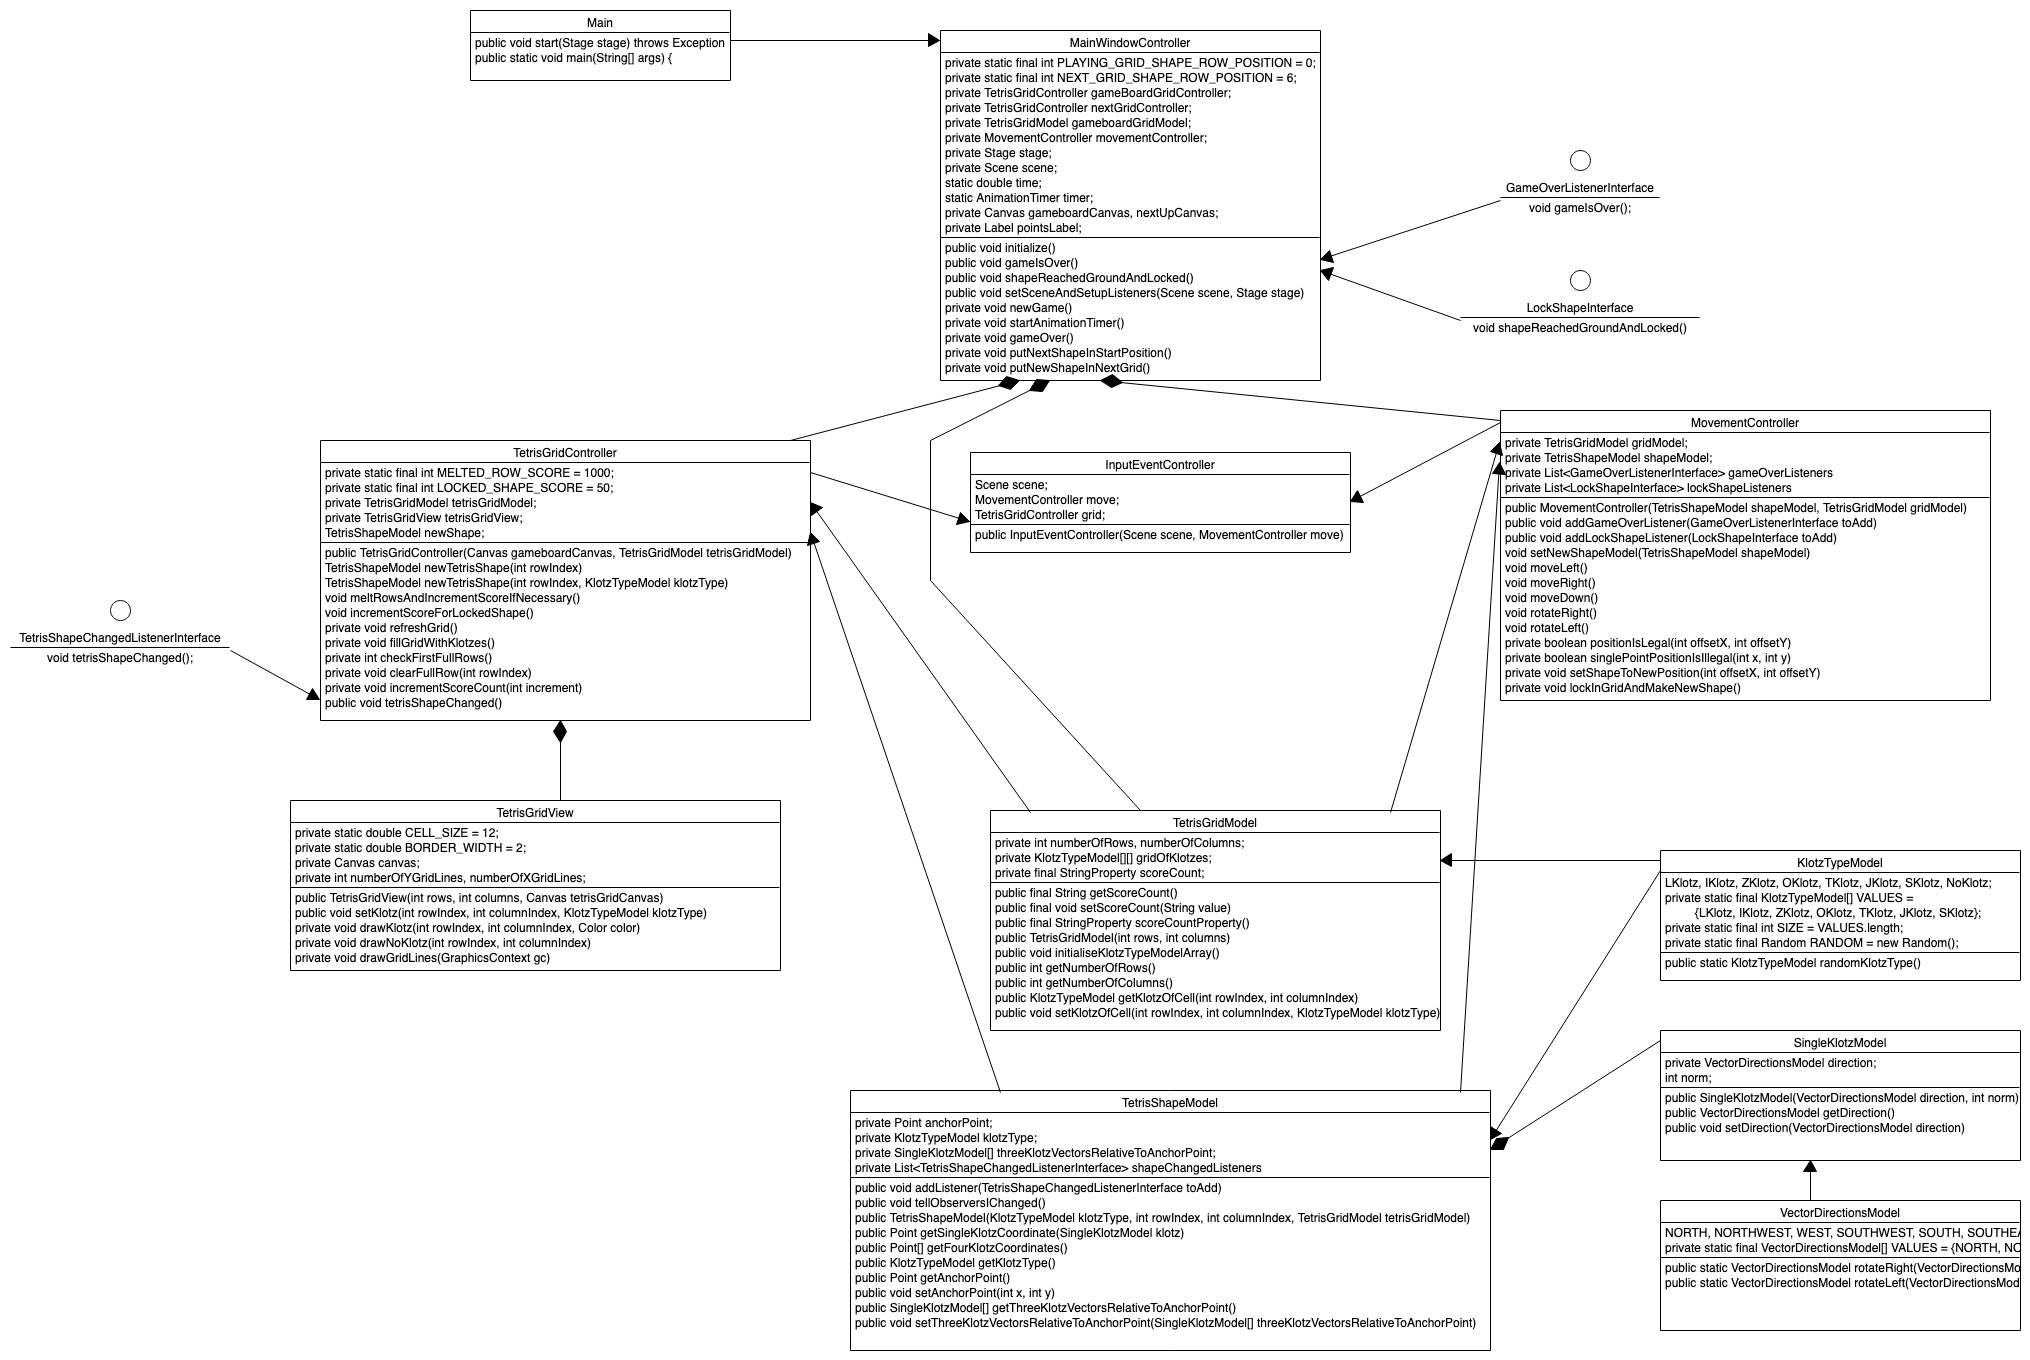 Main
public void start(Stage stage) throws Exception
public static void main(String[] args) {
MainWindowController
private static final int PLAYING_GRID_SHAPE_ROW_POSITION = 0;
private static final int NEXT_GRID_SHAPE_ROW_POSITION = 6;
private TetrisGridController gameBoardGridController;
private TetrisGridController nextGridController;
private TetrisGridModel gameboardGridModel;
private MovementController movementController;
private Stage stage;
private Scene scene;
static double time;
static AnimationTimer timer;
private Canvas gameboardCanvas, nextUpCanvas;
private Label pointsLabel;
public void initialize()
public void gameIsOver()
public void shapeReachedGroundAndLocked()
public void setSceneAndSetupListeners(Scene scene, Stage stage)
private void newGame()
private void startAnimationTimer()
private void gameOver()
private void putNextShapeInStartPosition()
private void putNewShapeInNextGrid()
GameOverListenerInterface
void gameIsOver();
LockShapeInterface
void shapeReachedGroundAndLocked()
TetrisGridController
private static final int MELTED_ROW_SCORE = 1000;
private static final int LOCKED_SHAPE_SCORE = 50;
private TetrisGridModel tetrisGridModel;
private TetrisGridView tetrisGridView;
TetrisShapeModel newShape;
public TetrisGridController(Canvas gameboardCanvas, TetrisGridModel tetrisGridModel)
TetrisShapeModel newTetrisShape(int rowIndex)
TetrisShapeModel newTetrisShape(int rowIndex, KlotzTypeModel klotzType)
void meltRowsAndIncrementScoreIfNecessary()
void incrementScoreForLockedShape()
private void refreshGrid()
private void fillGridWithKlotzes()
private int checkFirstFullRows()
private void clearFullRow(int rowIndex)
private void incrementScoreCount(int increment)
public void tetrisShapeChanged()
InputEventController
Scene scene;
MovementController move;
TetrisGridController grid;
public InputEventController(Scene scene, MovementController move)
MovementController
private TetrisGridModel gridModel;
private TetrisShapeModel shapeModel;
private List<GameOverListenerInterface> gameOverListeners
private List<LockShapeInterface> lockShapeListeners
public MovementController(TetrisShapeModel shapeModel, TetrisGridModel gridModel)
public void addGameOverListener(GameOverListenerInterface toAdd)
public void addLockShapeListener(LockShapeInterface toAdd)
void setNewShapeModel(TetrisShapeModel shapeModel)
void moveLeft()
void moveRight()
void moveDown()
void rotateRight()
void rotateLeft()
private boolean positionIsLegal(int offsetX, int offsetY)
private boolean singlePointPositionIsIllegal(int x, int y)
private void setShapeToNewPosition(int offsetX, int offsetY)
private void lockInGridAndMakeNewShape()
TetrisShapeChangedListenerInterface
void tetrisShapeChanged();
TetrisGridView
private static double CELL_SIZE = 12;
private static double BORDER_WIDTH = 2;
private Canvas canvas;
private int numberOfYGridLines, numberOfXGridLines;
public TetrisGridView(int rows, int columns, Canvas tetrisGridCanvas)
public void setKlotz(int rowIndex, int columnIndex, KlotzTypeModel klotzType)
private void drawKlotz(int rowIndex, int columnIndex, Color color)
private void drawNoKlotz(int rowIndex, int columnIndex)
private void drawGridLines(GraphicsContext gc)
TetrisGridModel
private int numberOfRows, numberOfColumns;
private KlotzTypeModel[][] gridOfKlotzes;
private final StringProperty scoreCount;
public final String getScoreCount()
public final void setScoreCount(String value)
public final StringProperty scoreCountProperty()
public TetrisGridModel(int rows, int columns)
public void initialiseKlotzTypeModelArray()
public int getNumberOfRows()
public int getNumberOfColumns()
public KlotzTypeModel getKlotzOfCell(int rowIndex, int columnIndex)
public void setKlotzOfCell(int rowIndex, int columnIndex, KlotzTypeModel klotzType)
KlotzTypeModel
LKlotz, IKlotz, ZKlotz, OKlotz, TKlotz, JKlotz, SKlotz, NoKlotz;
private static final KlotzTypeModel[] VALUES =
{LKlotz, IKlotz, ZKlotz, OKlotz, TKlotz, JKlotz, SKlotz};
private static final int SIZE = VALUES.length;
private static final Random RANDOM = new Random();
public static KlotzTypeModel randomKlotzType()
SingleKlotzModel
private VectorDirectionsModel direction;
int norm;
public SingleKlotzModel(VectorDirectionsModel direction, int norm)
public VectorDirectionsModel getDirection()
public void setDirection(VectorDirectionsModel direction)
TetrisShapeModel
private Point anchorPoint;
private KlotzTypeModel klotzType;
private SingleKlotzModel[] threeKlotzVectorsRelativeToAnchorPoint;
private List<TetrisShapeChangedListenerInterface> shapeChangedListeners
public void addListener(TetrisShapeChangedListenerInterface toAdd)
public void tellObserversIChanged()
public TetrisShapeModel(KlotzTypeModel klotzType, int rowIndex, int columnIndex, TetrisGridModel tetrisGridModel)
public Point getSingleKlotzCoordinate(SingleKlotzModel klotz)
public Point[] getFourKlotzCoordinates()
public KlotzTypeModel getKlotzType()
public Point getAnchorPoint()
public void setAnchorPoint(int x, int y)
public SingleKlotzModel[] getThreeKlotzVectorsRelativeToAnchorPoint()
public void setThreeKlotzVectorsRelativeToAnchorPoint(SingleKlotzModel[] threeKlotzVectorsRelativeToAnchorPoint)
VectorDirectionsModel
NORTH, NORTHWEST, WEST, SOUTHWEST, SOUTH, SOUTHEA
private static final VectorDirectionsModel[] VALUES = {NORTH, NO
public static VectorDirectionsModel rotateRight(VectorDirectionsMo
public static VectorDirectionsModel rotateLeft(VectorDirectionsMod